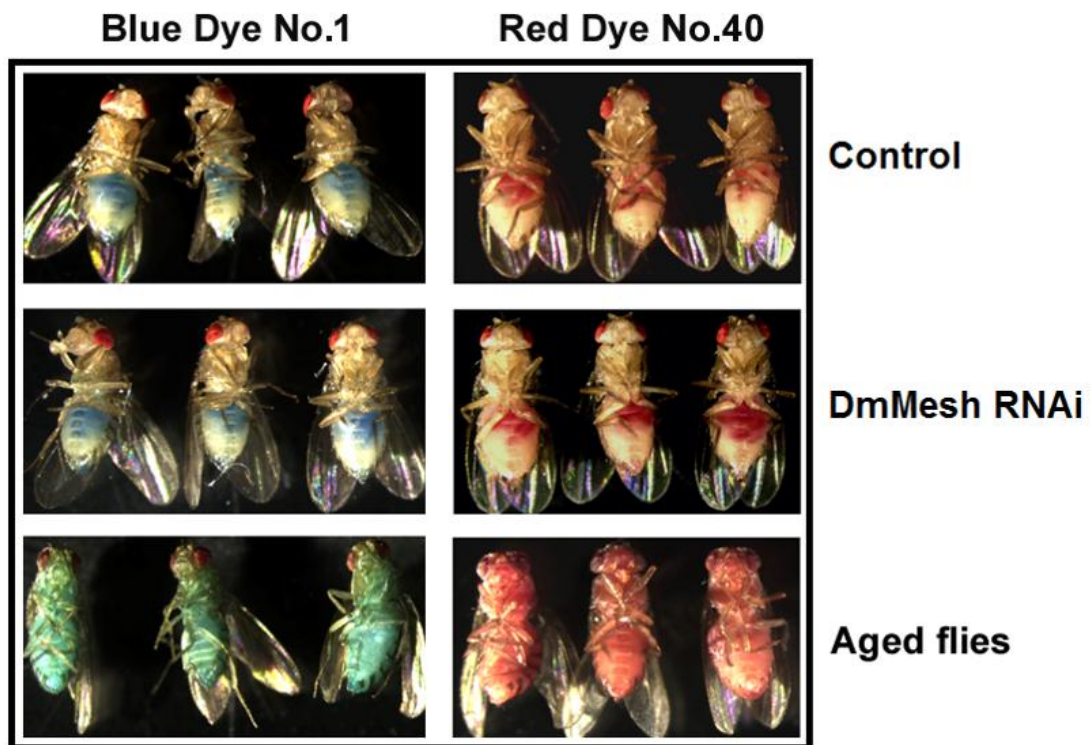 Blue Dye No.1
Red Dye No.40
Control
DmMesh RNAi
Aged flies